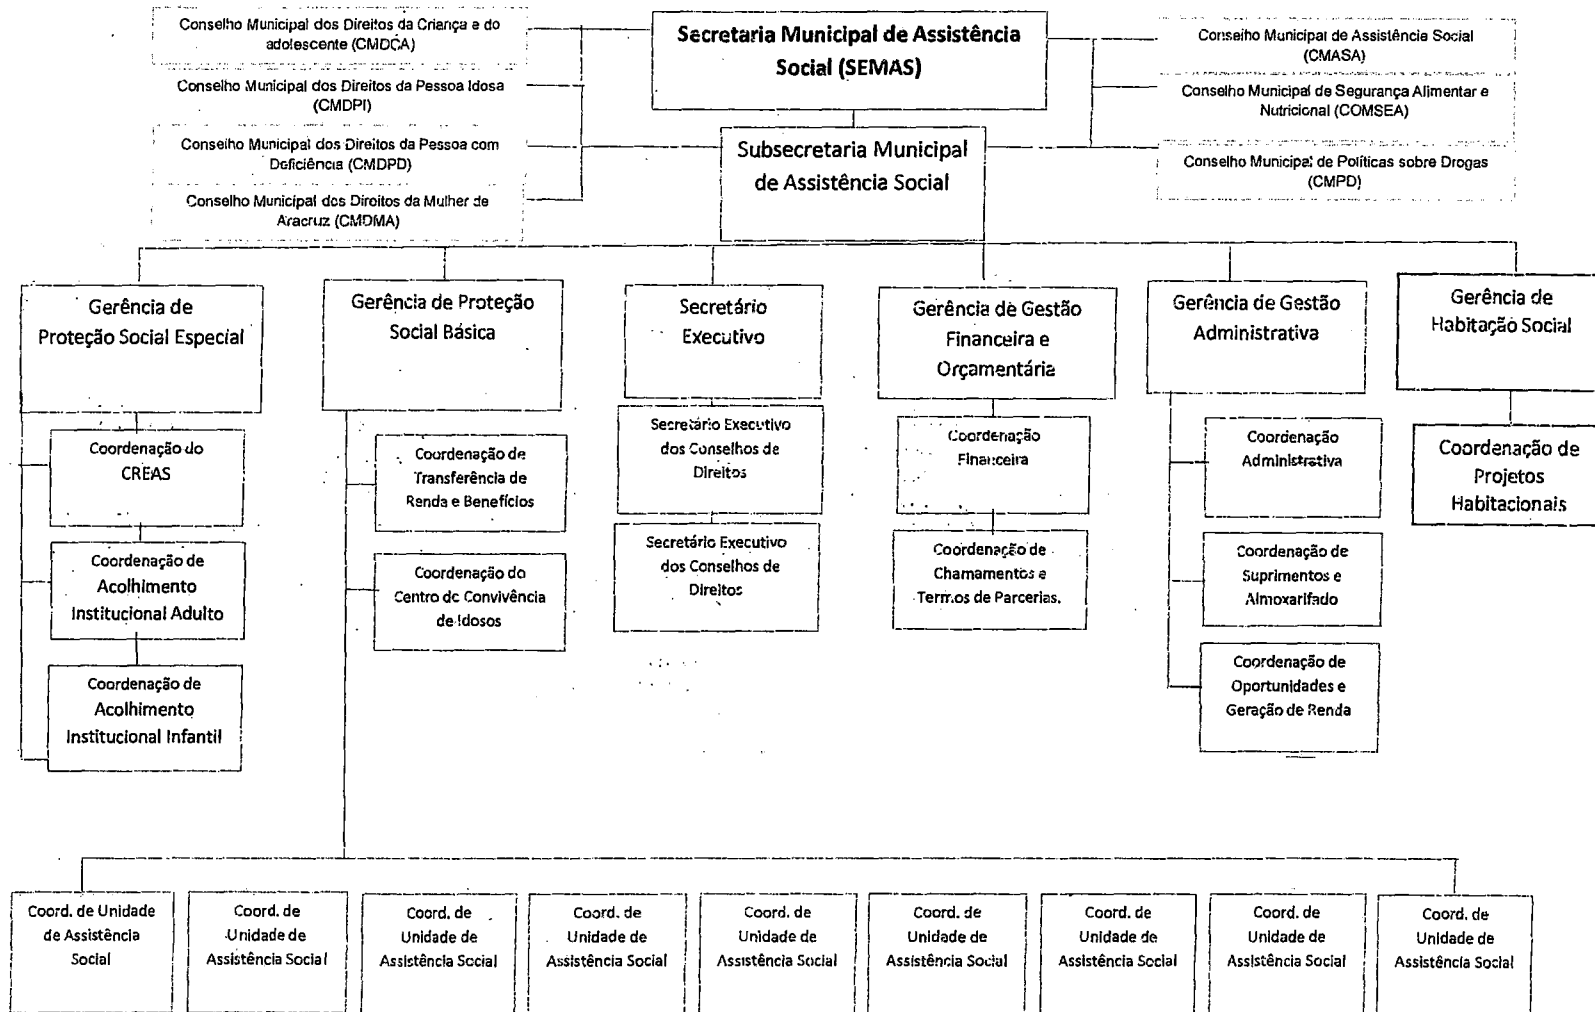 Conselho Municipal dos Direitos da Criança e do
adolescente (CMDCA)
Conselho Municipal dos Direitos da Pessoa Idosa
(CMDPI)
Conselho Municipal dos Direitos da Pessoa com
Deficiência (CMDPD)
Conselho Municipal dos Direitos da Mulher de
Aracruz (CMDMA)
Secretaria Municipal de Assistência
Social (SEMAS)
Subsecretaria Municipal
de Assistência Social
Conselho Municipal de Assistência Social
(CMASA)
Conselho Municipal de Segurança Alimentar e
Nutricional (COMSEA)
Conselho Municipal de Políticas sobre Drogas
(CMPD)
Gerência de
Proteção Social Especial
Coordenação do
CREAS
Coordenação de
Acolhimento
Institucional Adulto
Coordenação de
Acolhimento
Institucional Infantil
Gerência de Proteção
Social Básica
Coordenação de
Transferência de
Renda e Benefícios
Coordenação do
Centro de Convivência
de Idosos
Secretário
Executivo
Secretário Executivo
dos Conselhos de
Direitos
Secretário Executivo
dos Conselhos de
Direitos
Gerência de Gestão
Financeira e
Orçamentária
Coordenação
Financeira
Coordenação de
Chamamentos e
Termos de Parcerias.
Gerência de Gestão
Administrativa
Coordenação
Administrativa
Coordenação de
Suprimentos e
Almoxarifado
Coordenação de
Oportunidades e
Geração de Renda
Gerência de
Habitação Social
Coordenação de
Projetos
Habitacionais
Coord. de Unidade
de Assistência
Social
Coord. de
Unidade de
Assistência Social
Coord. de
Unidade de
Assistência Social
Coord. de
Unidade de
Assistência Social
Coord. de
Unidade de
Assistência Social
Coord. de
Unidade de
Assistência Social
Coord. de
Unidade de
Assistência Social
Coord. de
Unidade de
Assistência Social
Coord. de
Unidade de
Assistência Social